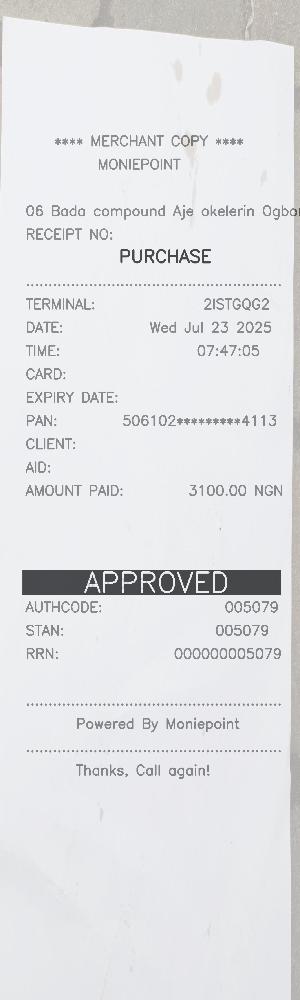 **** MERCHANT COPY ****
MONIEPOINT
06 Bada compound Aje okelerin
RECEIPT NO:
PURCHASE
TERMINAL: 2ISTGQG2
DATE: Wed Jul 23 2025
TIME: 07:47:05
CARD:
EXPIRY DATE:
PAN: 506102*********4113
CLIENT:
AID:
AMOUNT PAID: 3100.00 NGN
APPROVED
AUTHCODE: 005079
STAN: 005079
RRN: 000000005079
Powered By Moniepoint
Thanks, Call again!